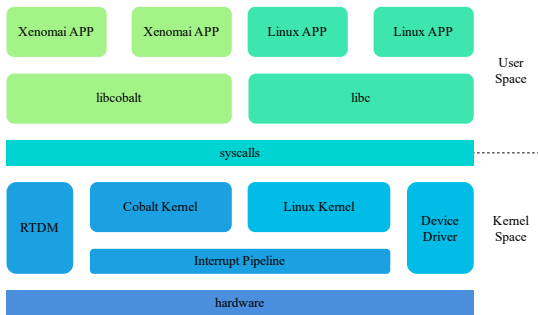 Xenomai APP
Xenomai APP
Linux APP
Linux APP
User
Space
libcobalt
libc
syscalls
RTDM
Cobalt Kernel
Linux Kernel
Device
Driver
Kernel
Space
Interrupt Pipeline
hardware